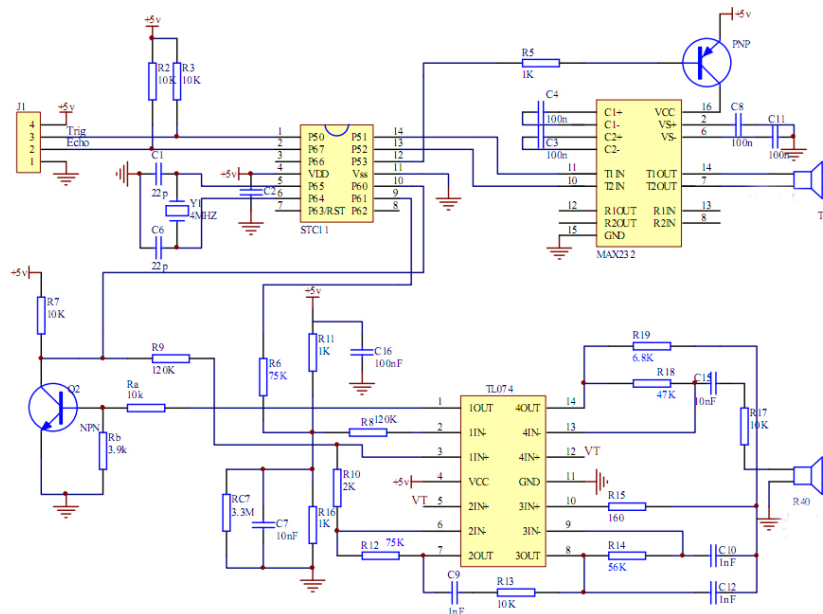 +5v
+5v
R2
10K
R3
10K
R5
1K
PNP
J1
+5v
4
3
2
1
Trig
Echo
C1
22p
Y1
4MHZ
C6
22p
+5v
C2
1
2
3
4
5
6
7
P50
P67
P66
VDD
P65
P64
P63/RST
P51
P52
P53
Vss
P60
P61
P62
14
13
12
11
10
9
8
STC11
C4
100n
C3
100n
11
10
12
9
15
C1+
C1-
C2+
C2-
T1IN
T2IN
R1OUT
R2OUT
GND
VCC
VS+
VS-
T1OUT
T2OUT
R1IN
R2IN
16
2
6
14
7
13
8
MAX232
C8
100n
C11
100n
T
+5v
R7
10K
R9
120K
Q2
NPN
Ra
10k
Rb
3.9k
R6
75K
+5v
R11
1K
C16
100nF
R8
120K
RC7
3.3M
C7
10nF
R16
1K
R10
2K
R12
75K
C9
1nF
R13
10K
+5v
VT
TL074
1
2
3
4
5
6
7
1OUT
1IN-
1IN+
VCC
2IN+
2IN-
2OUT
4OUT
4IN-
4IN+
GND
3IN+
3IN-
3OUT
14
13
12
11
10
9
8
VT
R19
6.8K
R18
47K
C15
10nF
R17
10K
R40
R15
160
R14
56K
C10
1nF
C12
1nF